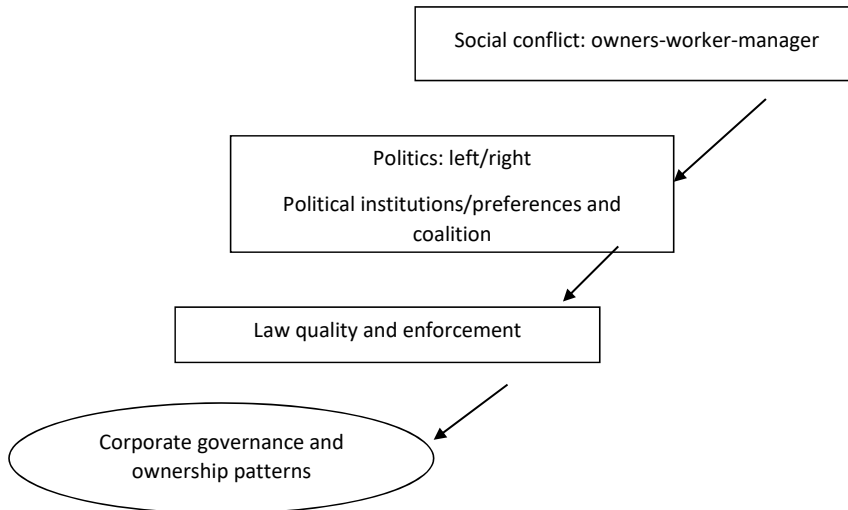 Social conflict: owners-worker-manager
Politics: left/right
Political institutions/preferences and
coalition
Law quality and enforcement
Corporate governance and
ownership patterns